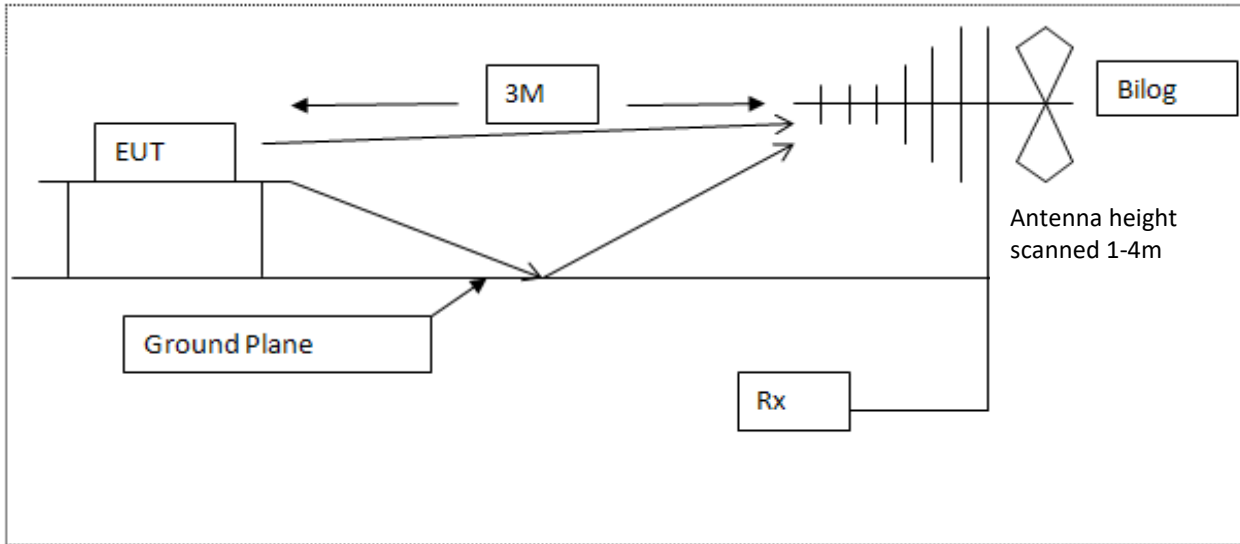 3M
Bilog
EUT
Antenna height
scanned 1-4m
Ground Plane
Rx